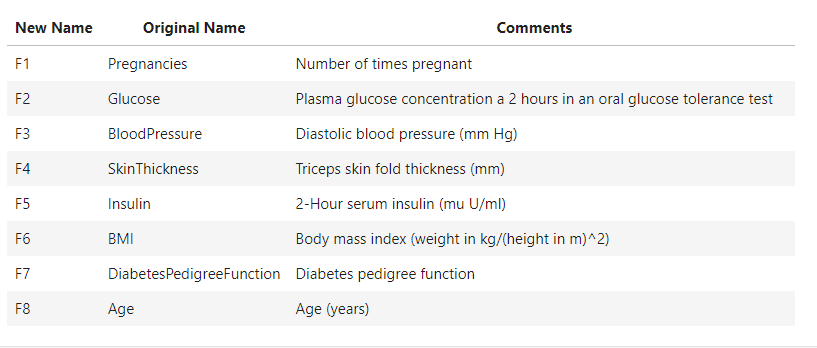 New Name Original Name Comments
F1 Pregnancies Number of times pregnant
F2 Glucose Plasma glucose concentration a 2 hours in an oral glucose tolerance test
F3 BloodPressure Diastolic blood pressure (mm Hg)
F4 SkinThickness Triceps skin fold thickness (mm)
F5 Insulin 2-Hour serum insulin (mu U/ml)
F6 BMI Body mass index (weight in kg/(height in m)^2)
F7 DiabetesPedigreeFunction Diabetes pedigree function
F8 Age Age (years)